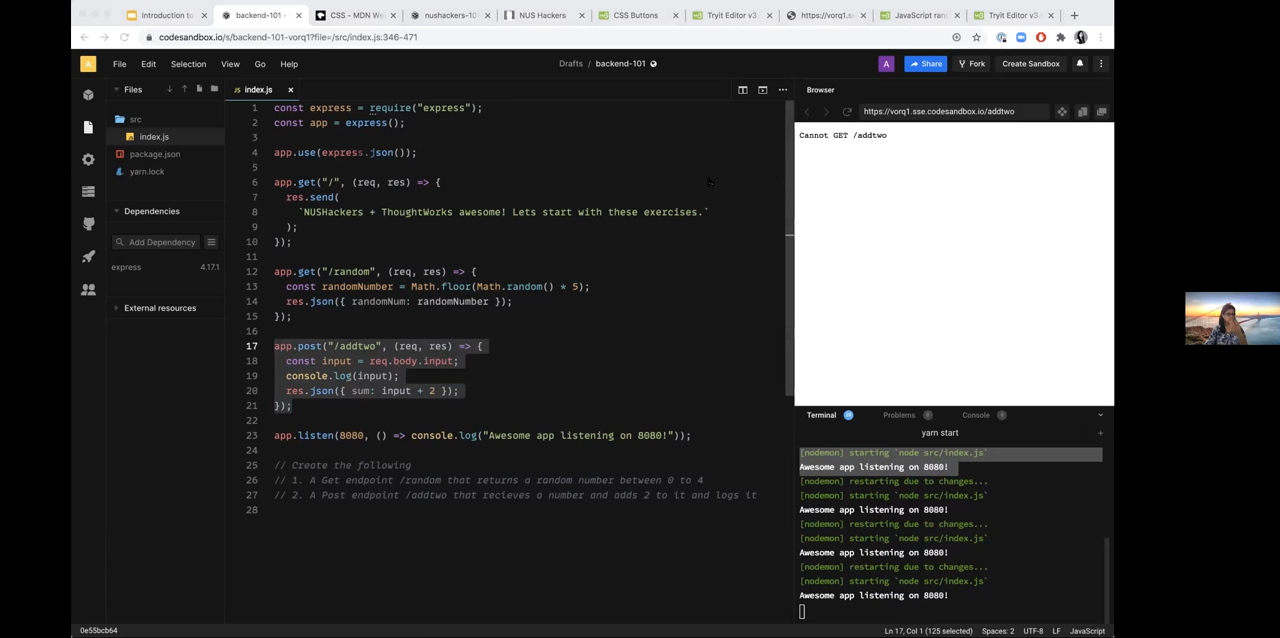 Introduction to
backend-101 -
CSS - MDN We
nushackers-10
NUS Hackers
CSS Buttons
Tryit Editor v3
https://vorq1.ss
JavaScript ran
Tryit Editor v3
codesandbox.io/s/backend-101-vorq1?file=/src/index.js:346-471
A
File Edit Selection View Go Help
Drafts / backend-101
A
Share
Fork
Create Sandbox
Files
src
index.js
package.json
yarn.lock
Dependencies
Add Dependency
express 4.17.1
External resources
0e55bcb64
JS index.js
1 const express = require("express");
2 const app = express();
3
4 app.use(express.json());
5
6 app.get("/", (req, res) => {
7 res.send(
8 `NUSHackers + ThoughtWorks awesome! Lets start with these exercises.`
9 );
10 });
11
12 app.get("/random", (req, res) => {
13 const randomNumber = Math.floor(Math.random() * 5);
14 res.json({ randomNum: randomNumber });
15 });
16
17 app.post("/addtwo", (req, res) => {
18 const input = req.body.input;
19 console.log(input);
20 res.json({ sum: input + 2 });
21 });
22
23 app.listen(8080, () => console.log("Awesome app listening on 8080!"));
24
25 // Create the following
26 // 1. A Get endpoint /random that returns a random number between 0 to 4
27 // 2. A Post endpoint /addtwo that recieves a number and adds 2 to it and logs it
28
Browser
https://vorq1.sse.codesandbox.io/addtwo
Cannot GET /addtwo
Terminal Problems 0 Console 0
yarn start
[nodemon] starting `node src/index.js`
Awesome app listening on 8080!
[nodemon] restarting due to changes...
[nodemon] starting `node src/index.js`
Awesome app listening on 8080!
[nodemon] restarting due to changes...
[nodemon] starting `node src/index.js`
Awesome app listening on 8080!
[nodemon] restarting due to changes...
[nodemon] starting `node src/index.js`
Awesome app listening on 8080!
Ln 17, Col 1 (125 selected) Spaces: 2 UTF-8 LF JavaScript